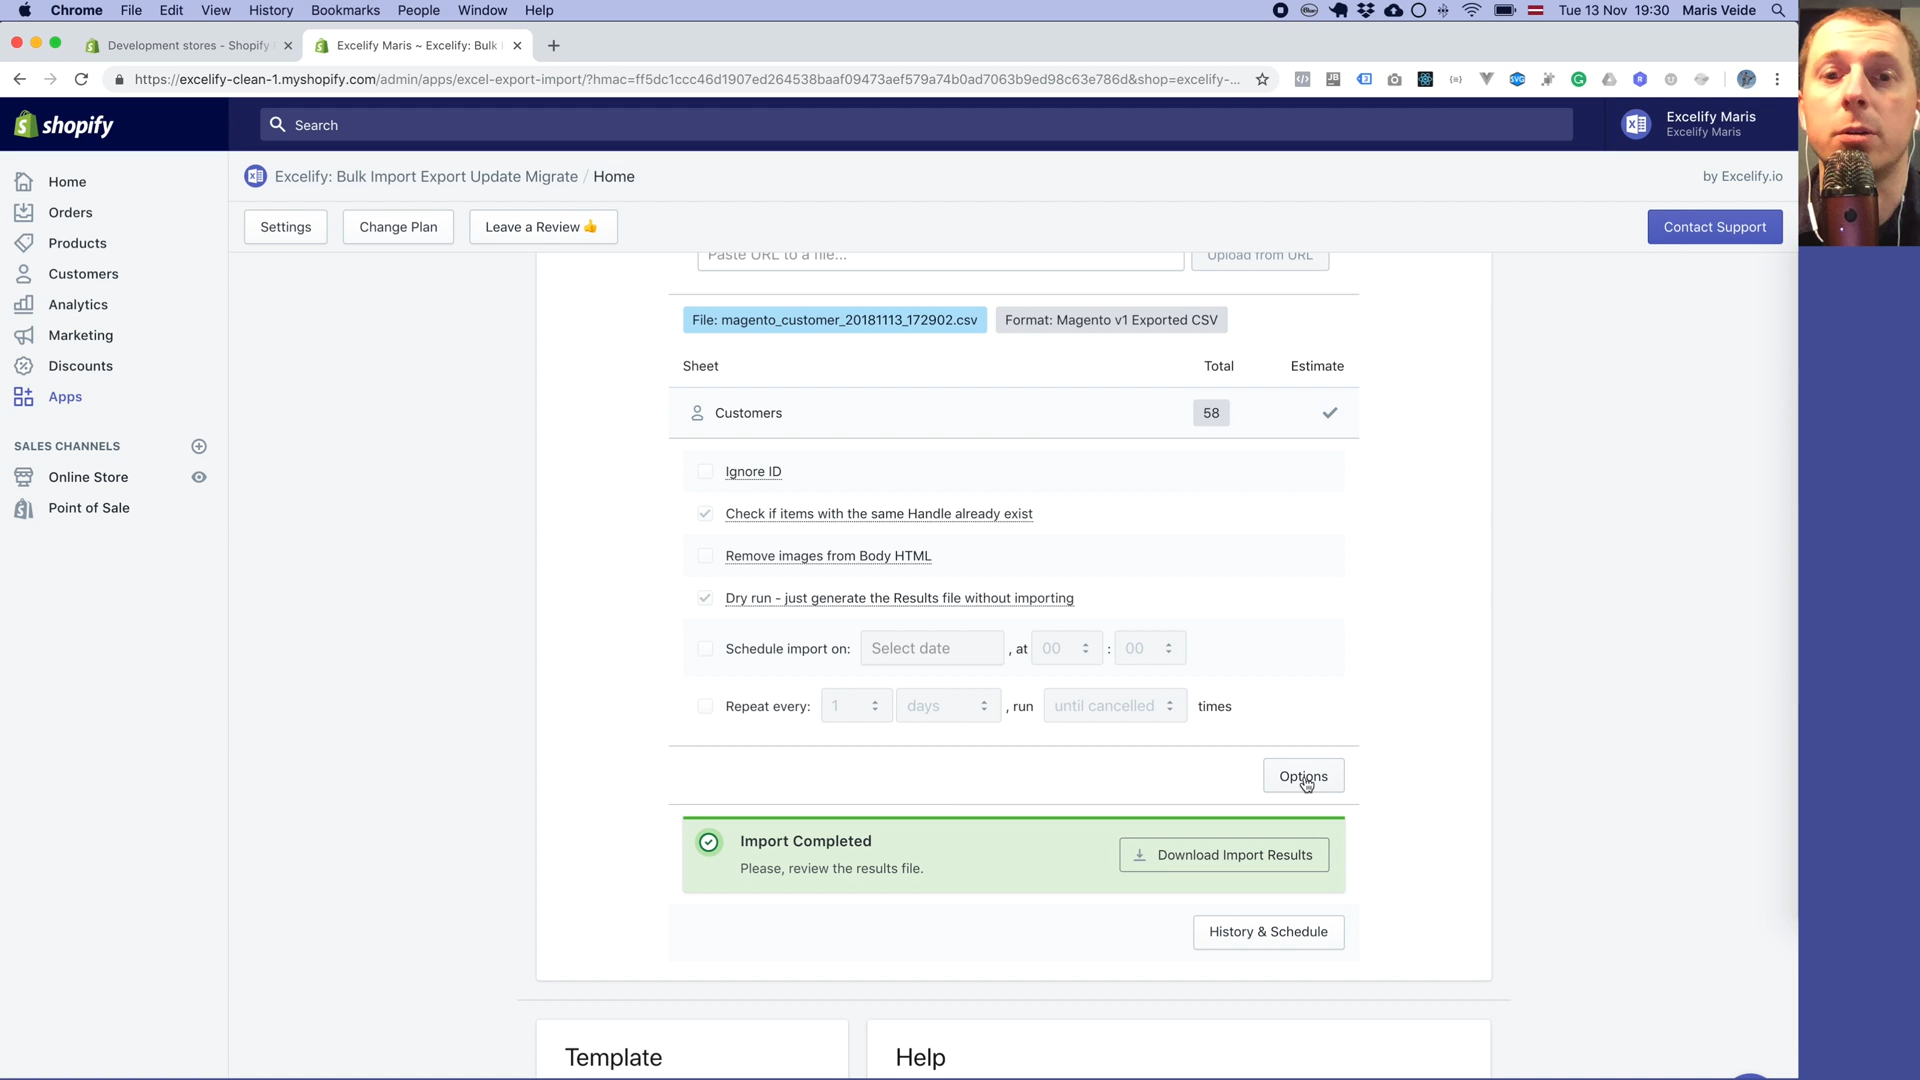 Chrome File Edit View History Bookmarks People Window Help Tue 13 Nov 19:30 Maris Veide
Development stores - Shopify Excelify Maris ~ Excelify: Bulk
https://excelify-clean-1.myshopify.com/admin/apps/excel-export-import/?hmac=ff5dc1ccc46d1907ed264538baaf09473aef579a74b0ad7063b9ed98c63e786d&shop=excelify-...
shopify Search Excelify Maris
Excelify Maris
Excelify: Bulk Import Export Update Migrate / Home by Excelify.io
Settings Change Plan Leave a Review Contact Support
Home
Orders
Products
Customers
Analytics
Marketing
Discounts
Apps
SALES CHANNELS
Online Store
Point of Sale
Paste URL to a file... Upload from URL
File: magento_customer_20181113_172902.csv Format: Magento v1 Exported CSV
Sheet Total Estimate
Customers 58
Ignore ID
Check if items with the same Handle already exist
Remove images from Body HTML
Dry run - just generate the Results file without importing
Schedule import on: Select date , at 00 : 00
Repeat every: 1 days , run until cancelled times
Options
Import Completed
Please, review the results file.
Download Import Results
History & Schedule
Template Help